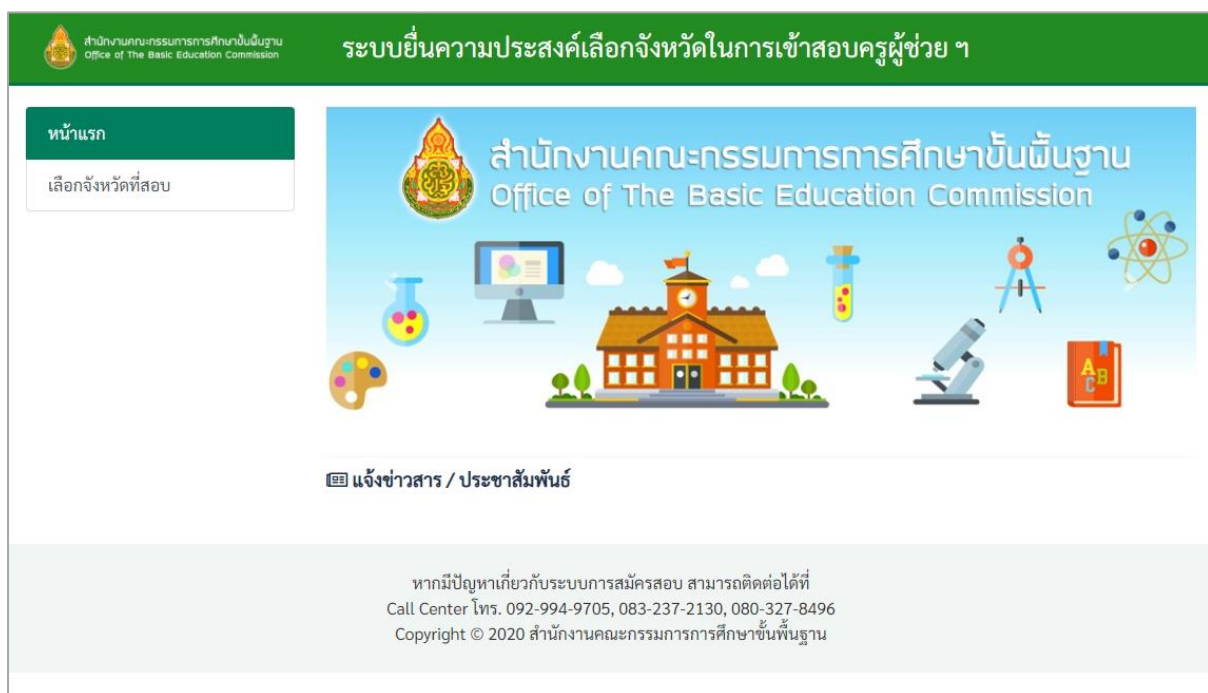 สำนักงานคณะกรรมการการศึกษาขั้นพื้นฐาน
Office of The Basic Education Commission
ระบบยื่นความประสงค์เลือกจังหวัดในการเข้าสอบครูผู้ช่วย ฯ
หน้าแรก
เลือกจังหวัดที่สอบ
สำนักงานคณะกรรมการการศึกษาขั้นพื้นฐาน
Office of The Basic Education Commission
A
B
C
แจ้งข่าวสาร / ประชาสัมพันธ์
หากมีปัญหาเกี่ยวกับระบบการสมัครสอบ สามารถติดต่อได้ที่
Call Center โทร. 092-994-9705, 083-237-2130, 080-327-8496
Copyright © 2020 สำนักงานคณะกรรมการการศึกษาขั้นพื้นฐาน